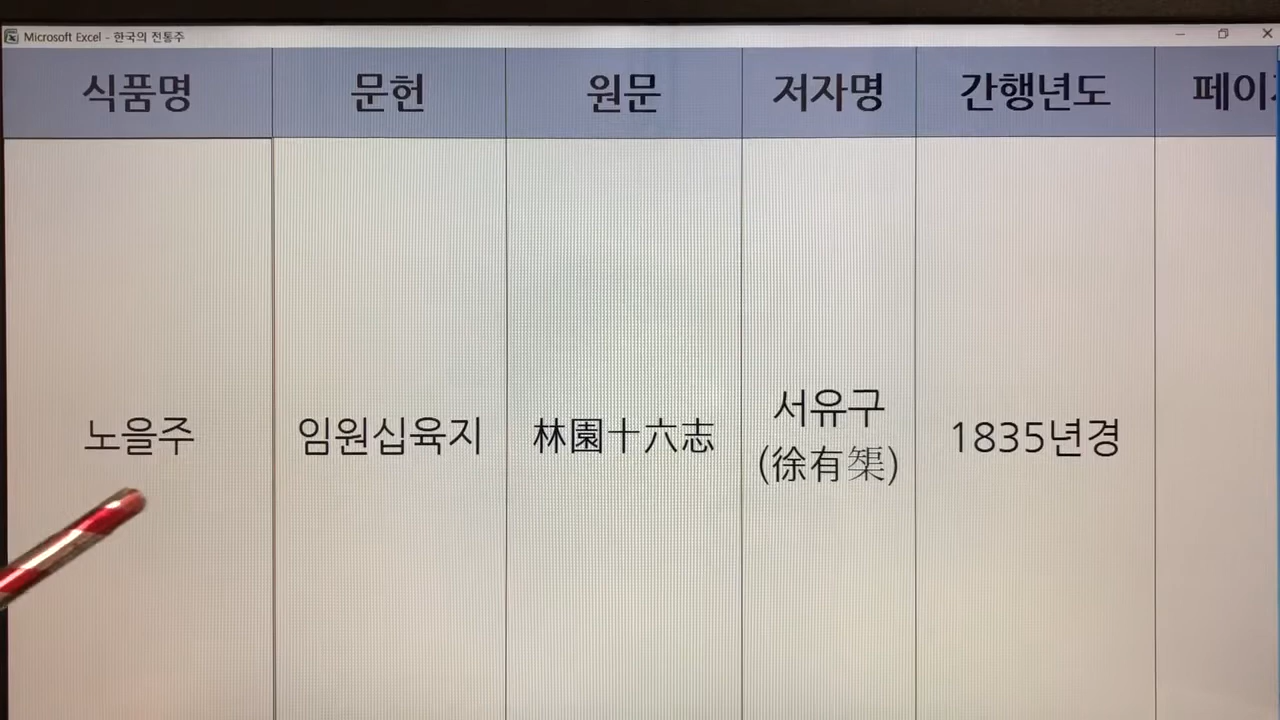 Microsoft Excel - 한국의 전통주
식품명 문헌 원문 저자명 간행년도
노을주 임원십육지 林園十六志 서유구 1835년경
(徐有榘)